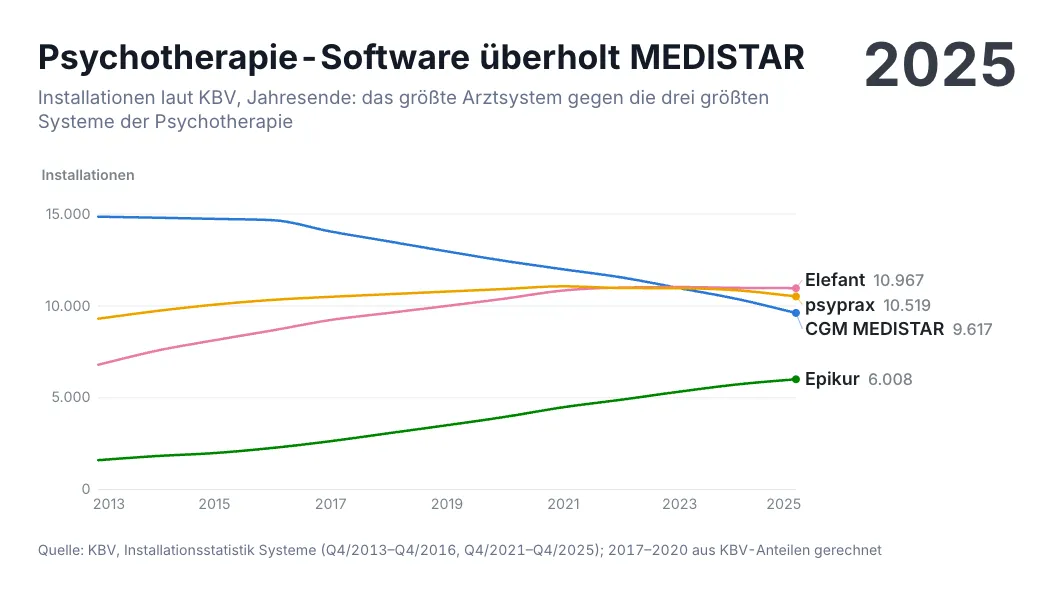 Psychotherapie-Software überholt MEDISTAR
2025
Installationen laut KBV, Jahresende: das größte Arztsystem gegen die drei größten
Systeme der Psychotherapie
Installationen
15.000
10.000
5.000
0
Elefant 10.967
psyprax 10.519
CGM MEDISTAR 9.617
Epikur 6.008
2013 2015 2017 2019 2021 2023 2025
Quelle: KBV, Installationsstatistik Systeme (Q4/2013–Q4/2016, Q4/2021–Q4/2025); 2017–2020 aus KBV-Anteilen gerechnet